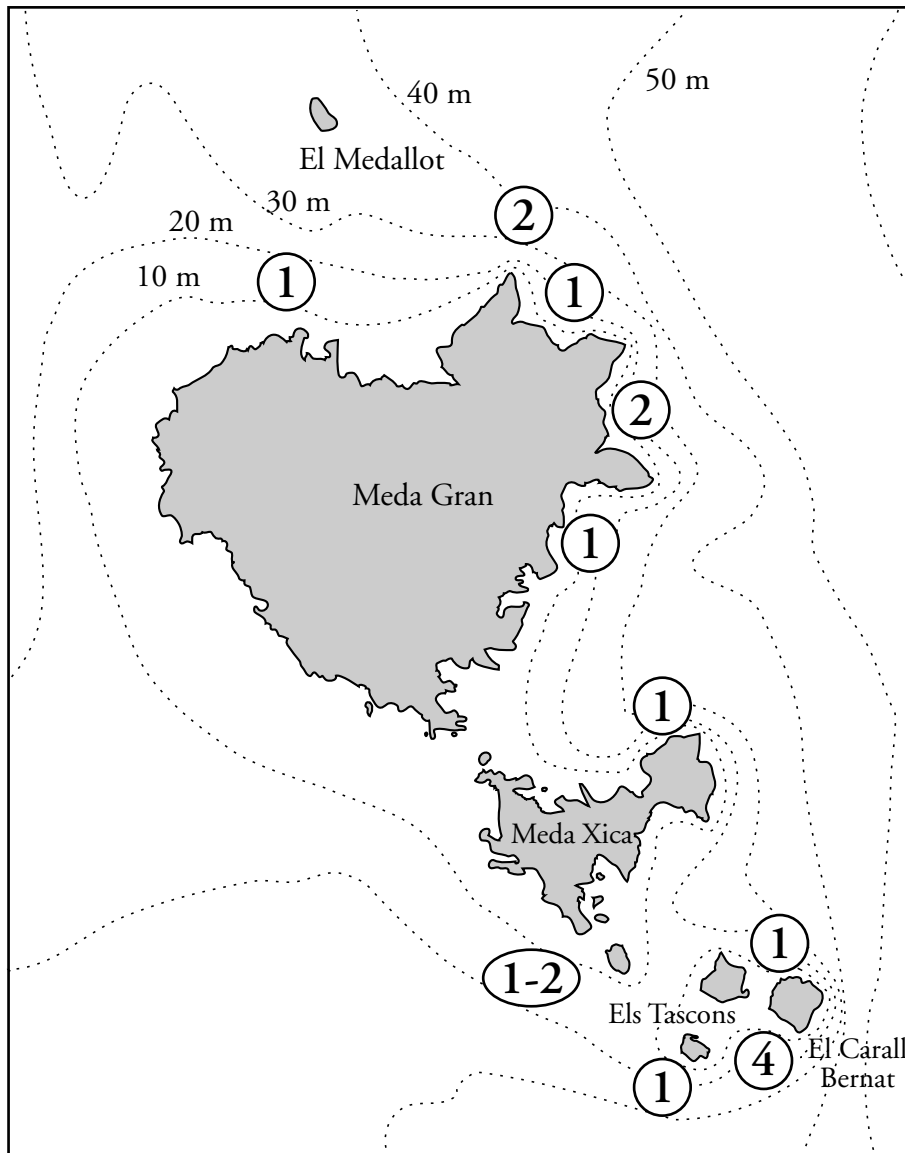 50 m
40 m
El Medallot
30 m
2
20 m
10 m
1
1
2
Meda Gran
1
1
Meda Xica
1
1-2
Els Tascons
4
El Carall
Bernat
1